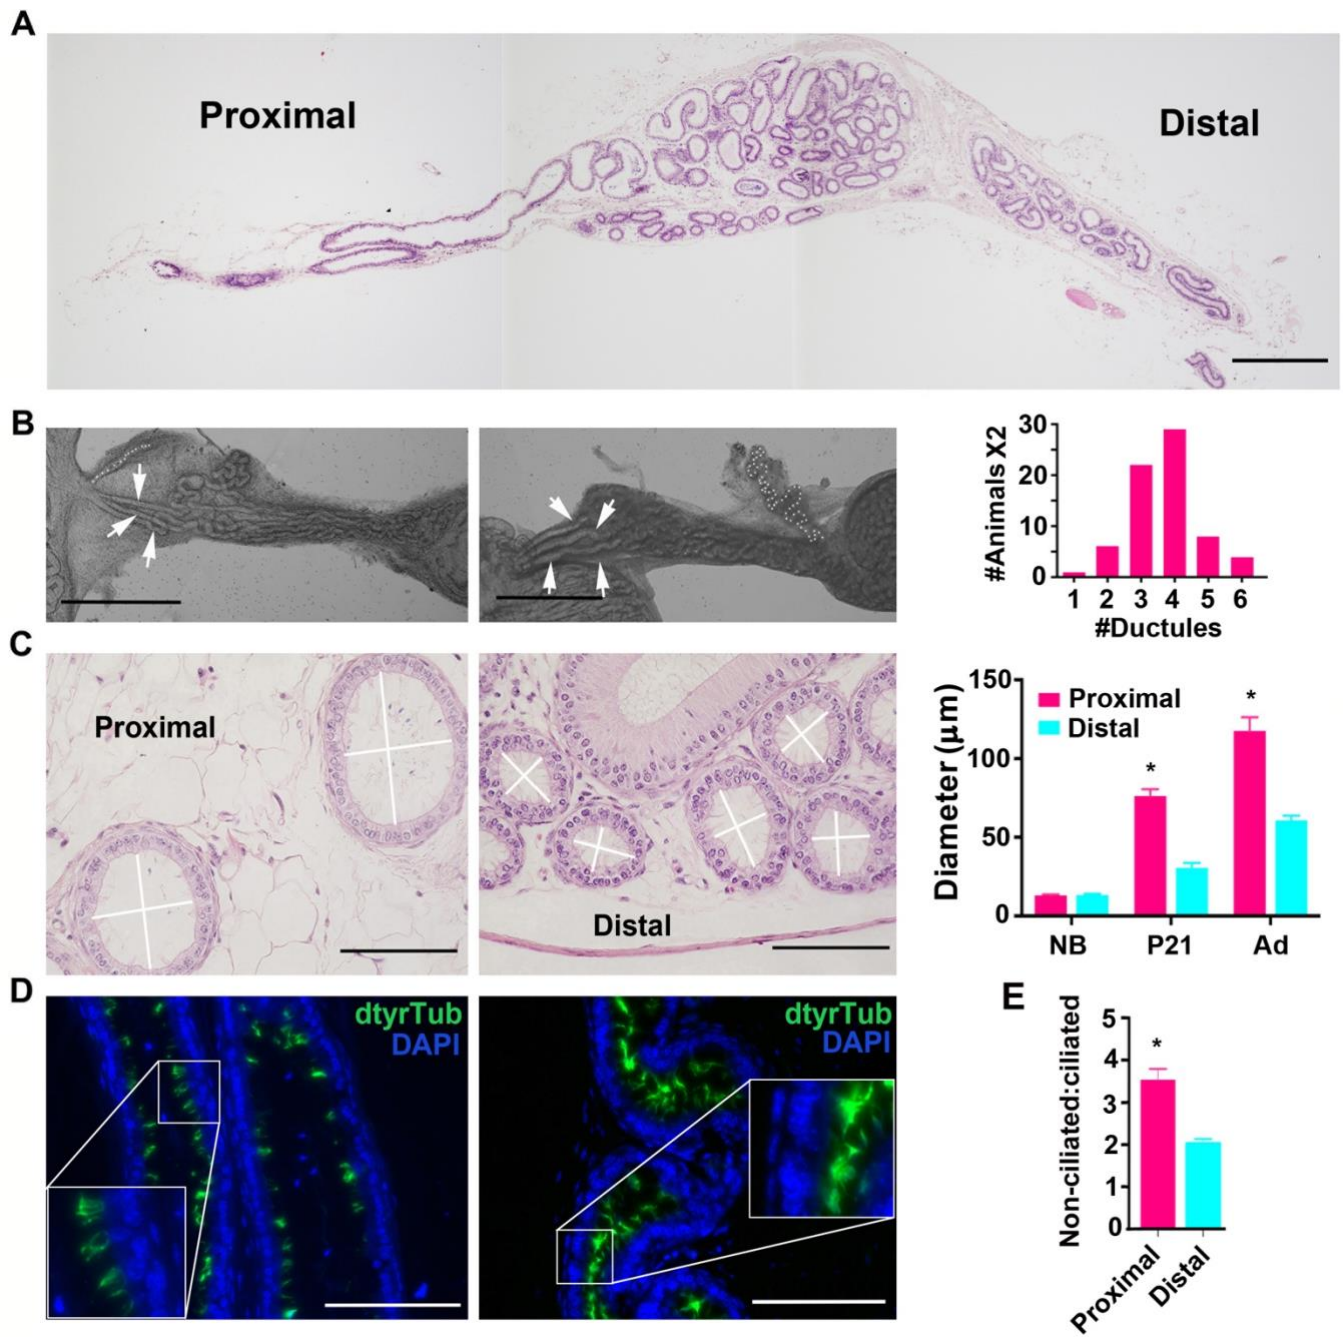 A
Proximal
Distal
B
#Animals X2
30
20
10
0
1 2 3 4 5 6
#Ductules
C
Proximal
Distal
Diameter (μm)
150
100
50
0
Proximal
Distal
*
*
NB P21 Ad
D
dtyrTub
DAPI
dtyrTub
DAPI
E
Non-ciliated:ciliated
5
4
3
2
1
0
*
Proximal
Distal